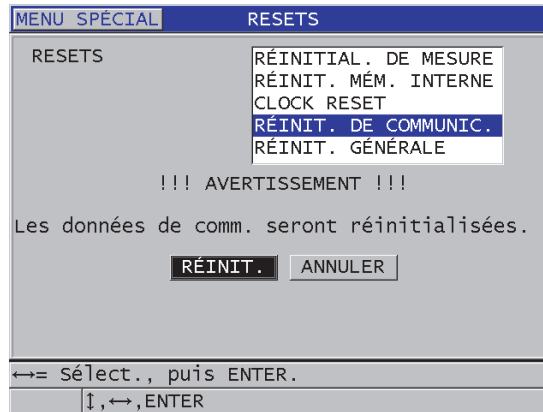 MENU SPÉCIAL RESETS
RESETS
RÉINITIAL. DE MESURE
RÉINIT. MÉM. INTERNE
CLOCK RESET
RÉINIT. DE COMMUNIC.
RÉINIT. GÉNÉRALE
!!! AVERTISSEMENT !!!
Les données de comm. seront réinitialisées.
RÉINIT. ANNULER
↔= Sélect., puis ENTER.
↕,↔,ENTER